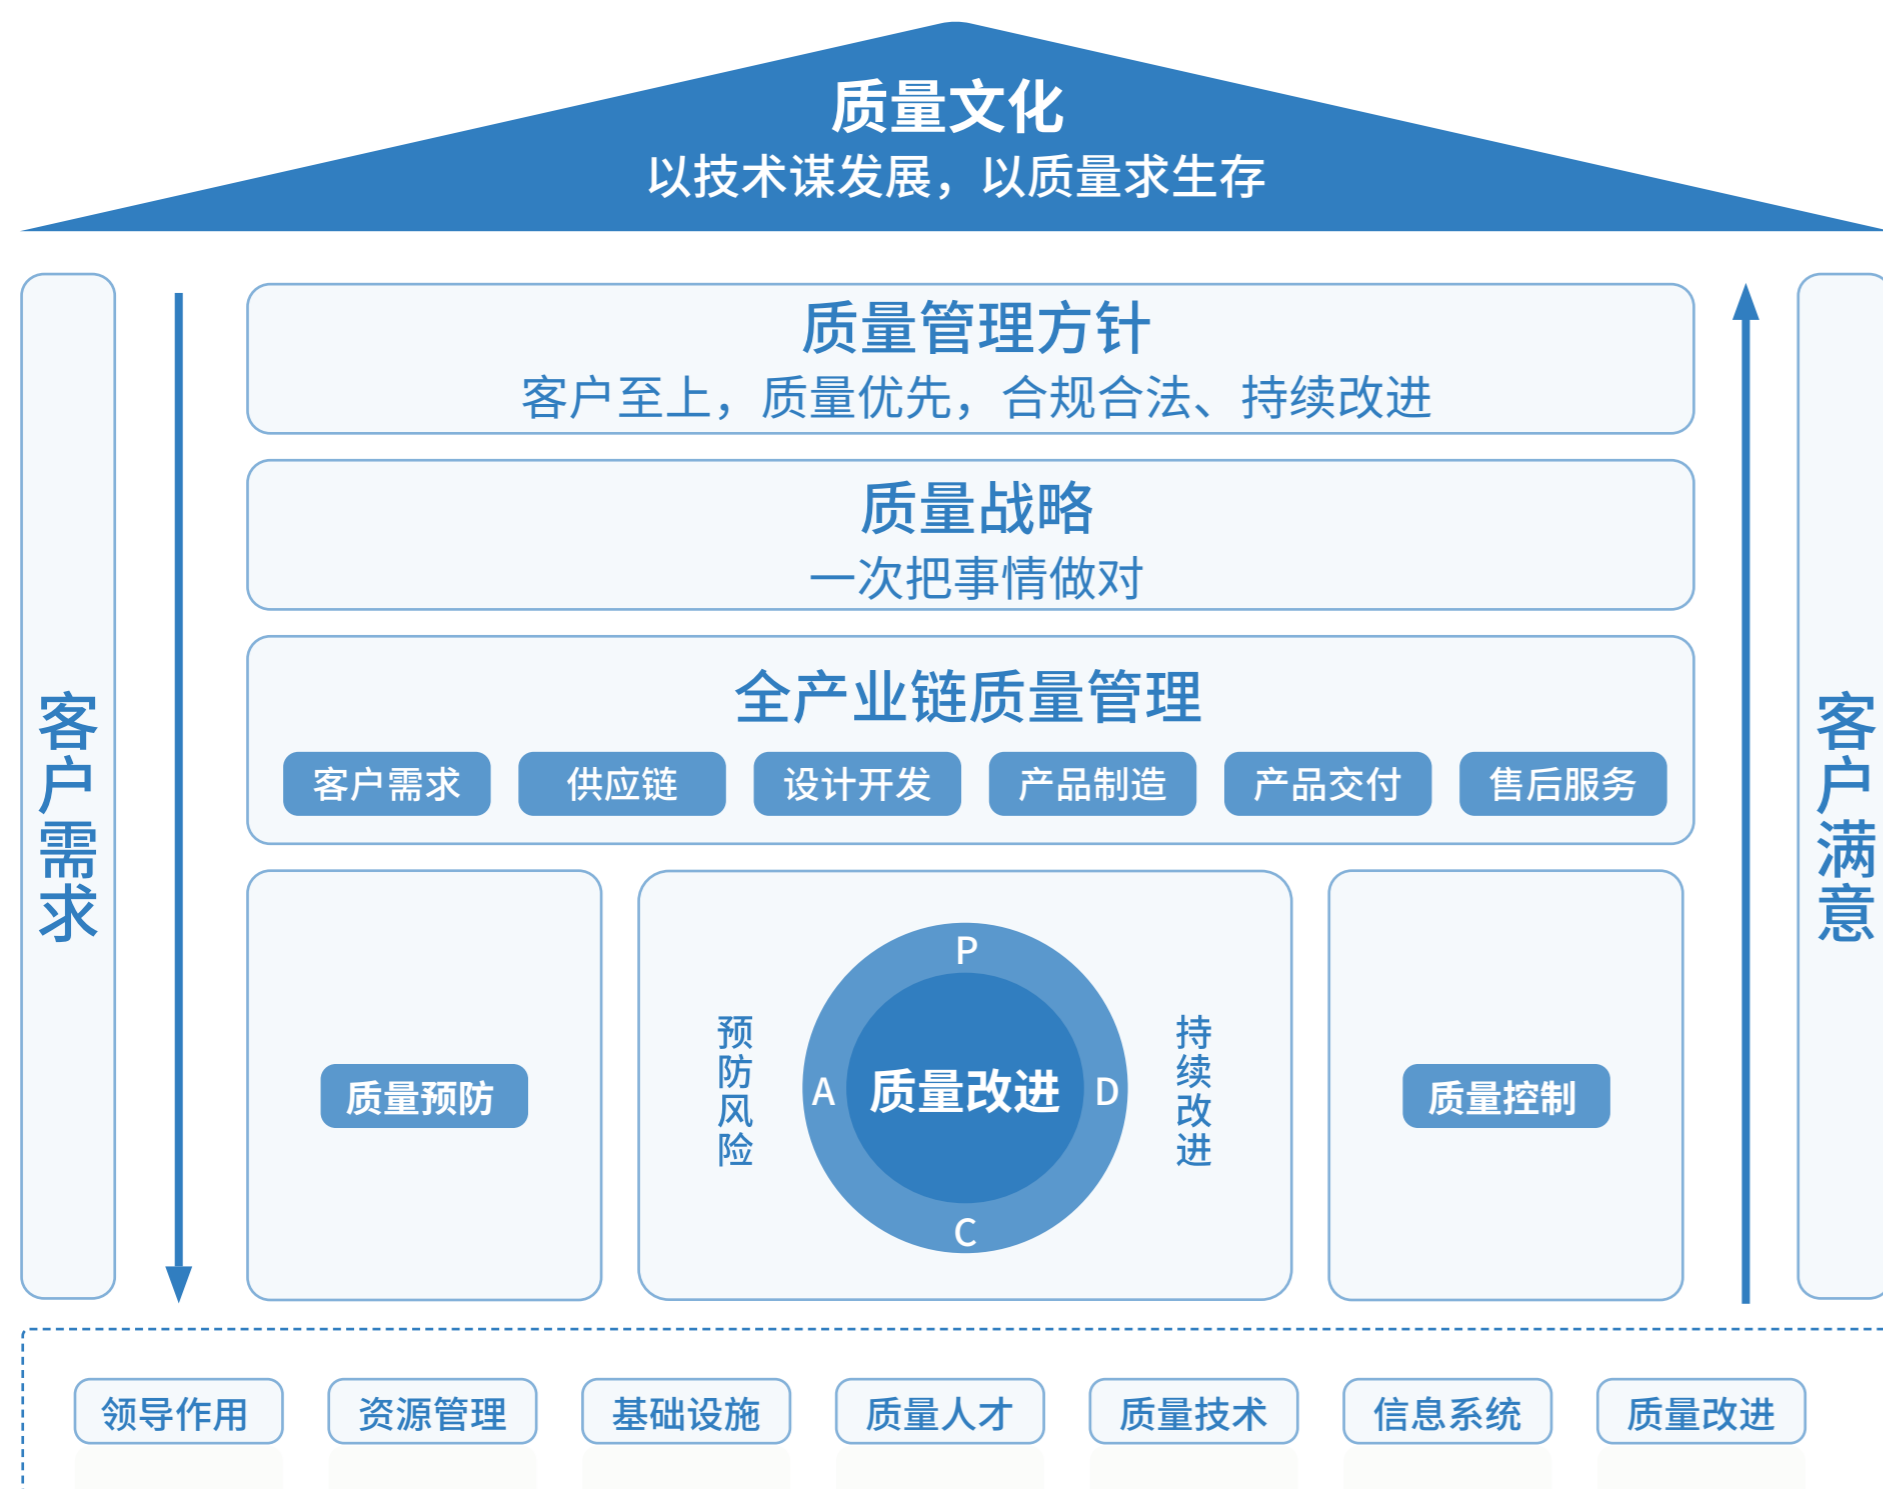 质量文化
以技术谋发展，以质量求生存
客户需求
质量管理方针
客户至上，质量优先，合规合法、持续改进
质量战略
一次把事情做对
全产业链质量管理
客户需求
供应链
设计开发
产品制造
产品交付
售后服务
质量预防
预防风险
P
A
质量改进
D
C
持续改进
质量控制
客户满意
领导作用
资源管理
基础设施
质量人才
质量技术
信息系统
质量改进